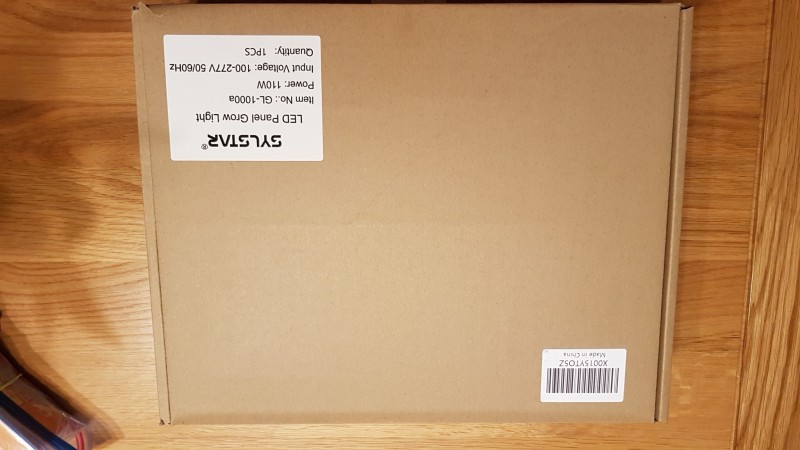 SYLSTAR®
LED Panel Grow Light
Item No.: GL-1000a
Power: 110W
Input Voltage: 100-277V 50/60Hz
Quantity: 1PCS
X0015YTO5Z
Made in China